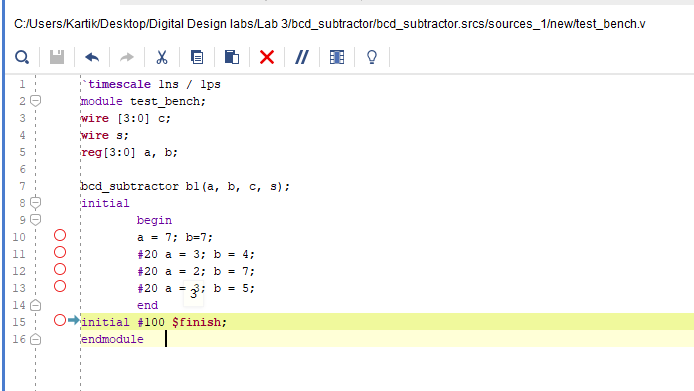 C:/Users/Kartik/Desktop/Digital Design labs/Lab 3/bcd_subtractor/bcd_subtractor.srcs/sources_1/new/test_bench.v
1 `timescale 1ns / 1ps
2 module test_bench;
3 wire [3:0] c;
4 wire s;
5 reg[3:0] a, b;
6
7 bcd_subtractor b1(a, b, c, s);
8 initial
9 begin
10 a = 7; b=7;
11 #20 a = 3; b = 4;
12 #20 a = 2; b = 7;
13 #20 a = 3; b = 5;
3
14 end
15 initial #100 $finish;
16 endmodule